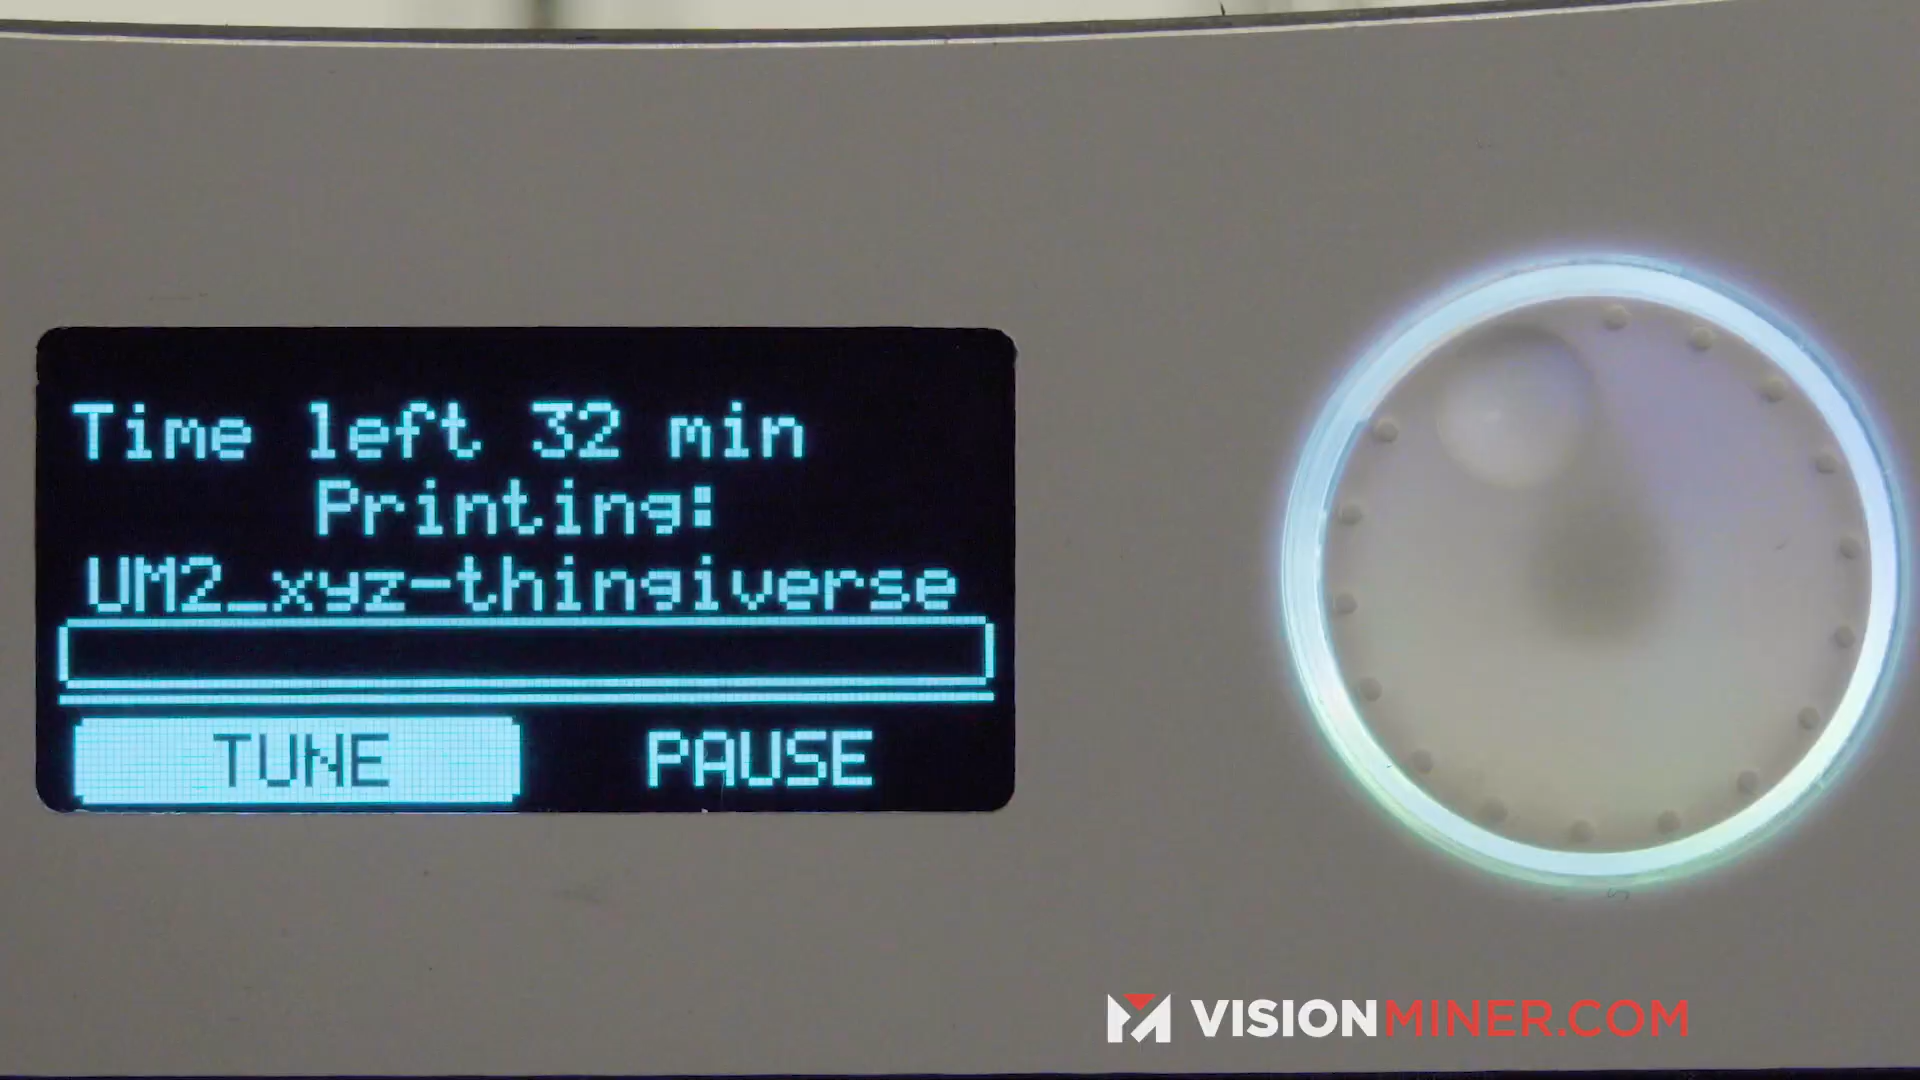 Time left 32 min
Printing:
UM2_xyz-thingiverse
TUNE PAUSE
VISIONMINER.COM